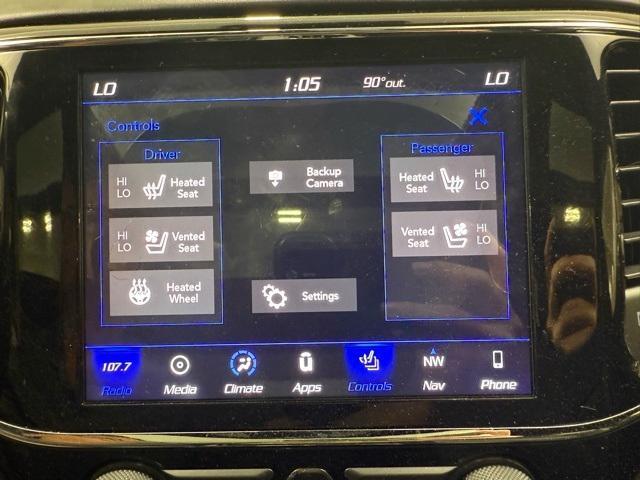 LO 1:05 90°out. LO
Controls
Driver
HI
LO
Heated
Seat
HI
LO
Vented
Seat
Heated
Wheel
Backup
Camera
Settings
Passenger
Heated
Seat
HI
LO
Vented
Seat
HI
LO
107.7 NW
Radio Media Climate Apps Controls Nav Phone